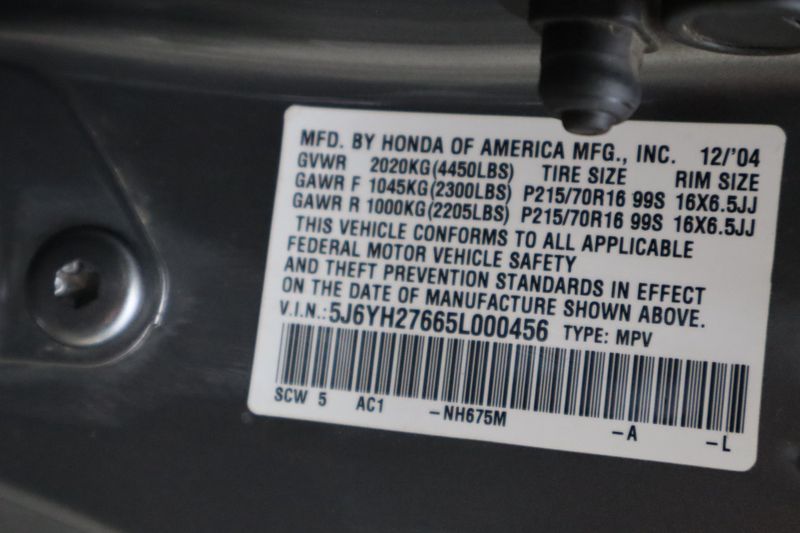 MFD. BY HONDA OF AMERICA MFG., INC. 12/'04
GVWR 2020KG(4450LBS) TIRE SIZE RIM SIZE
GAWR F 1045KG(2300LBS) P215/70R16 99S 16X6.5JJ
GAWR R 1000KG(2205LBS) P215/70R16 99S 16X6.5JJ
THIS VEHICLE CONFORMS TO ALL APPLICABLE
FEDERAL MOTOR VEHICLE SAFETY
AND THEFT PREVENTION STANDARDS IN EFFECT
ON THE DATE OF MANUFACTURE SHOWN ABOVE.
V.I.N.: 5J6YH27665L000456 TYPE: MPV
SCW 5 AC1 -NH675M -A -L